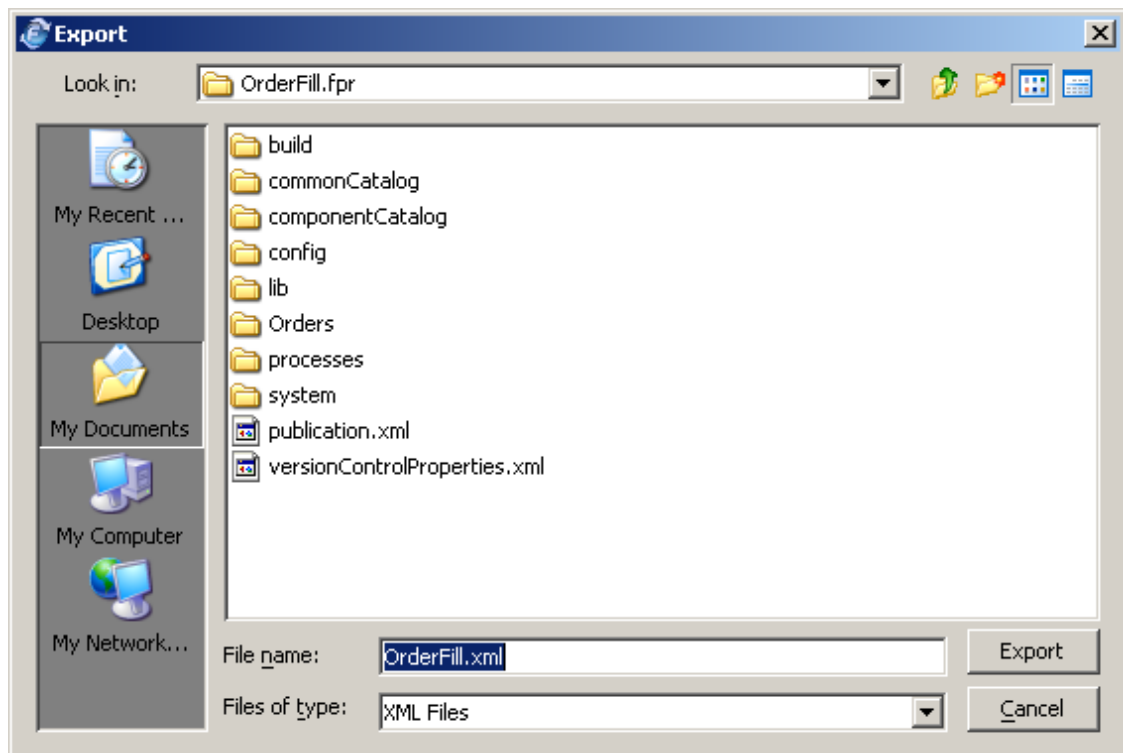 Export
Look in:
OrderFill.fpr
My Recent ...
Desktop
My Documents
My Computer
My Network...
build
commonCatalog
componentCatalog
config
lib
Orders
processes
system
publication.xml
versionControlProperties.xml
File name:
OrderFill.xml
Export
Files of type:
XML Files
Cancel